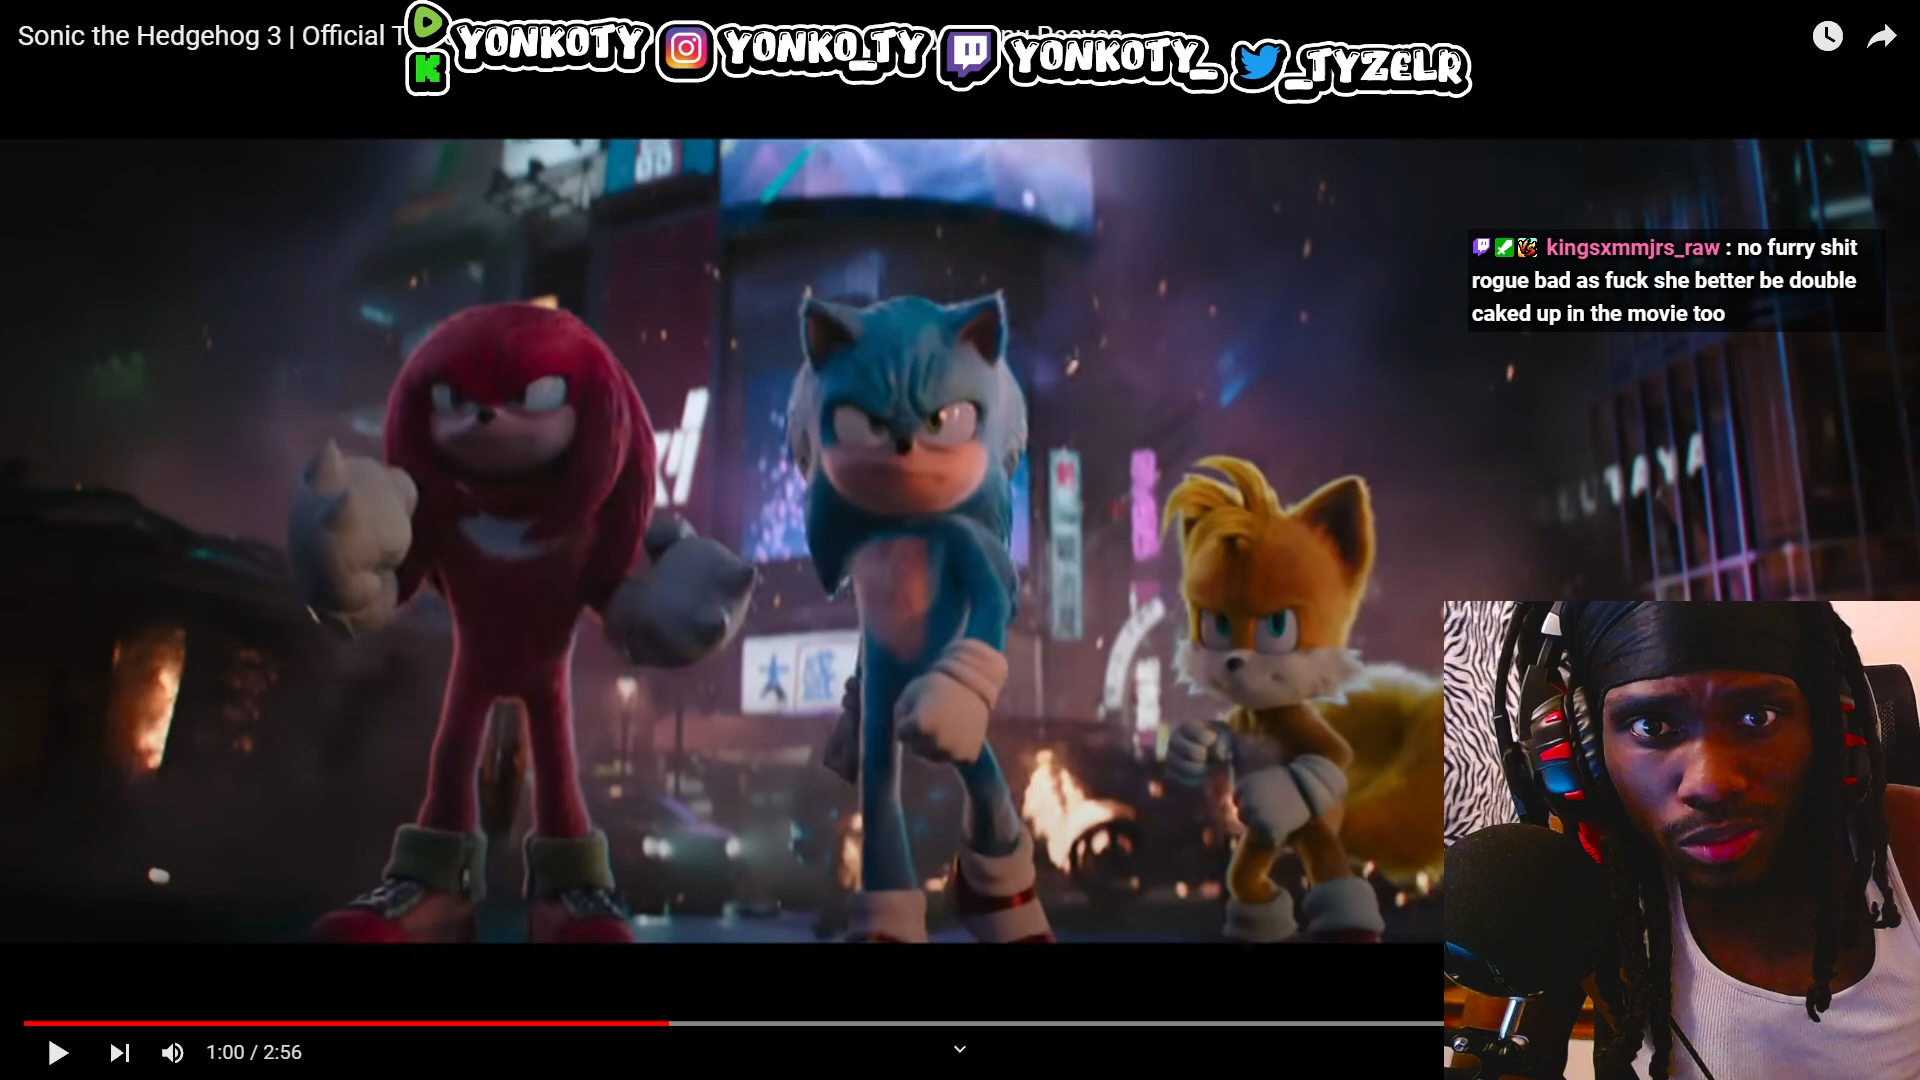 Sonic the Hedgehog 3 | Official T
YONKOTY YONKO_TY YONKOTY_ _TYZELR
kingsxmmjrs_raw : no furry shit
rogue bad as fuck she better be double
caked up in the movie too
UTAYA
1:00 / 2:56